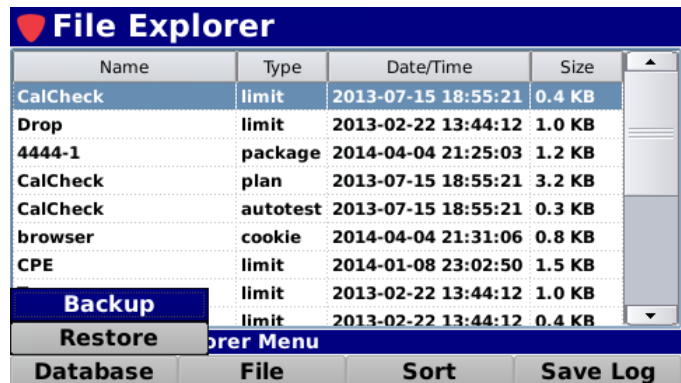 File Explorer
Name Type Date/Time Size
CalCheck limit 2013-07-15 18:55:21 0.4 KB
Drop limit 2013-02-22 13:44:12 1.0 KB
4444-1 package 2014-04-04 21:25:03 1.2 KB
CalCheck plan 2013-07-15 18:55:21 3.2 KB
CalCheck autotest 2013-07-15 18:55:21 0.3 KB
browser cookie 2014-04-04 21:31:06 0.8 KB
CPE limit 2014-01-08 23:02:50 1.5 KB
limit 2013-02-22 13:44:12 1.0 KB
Backup
limit 2013-02-22 13:44:12 0.4 KB
Restore
Menu
Database File Sort Save Log